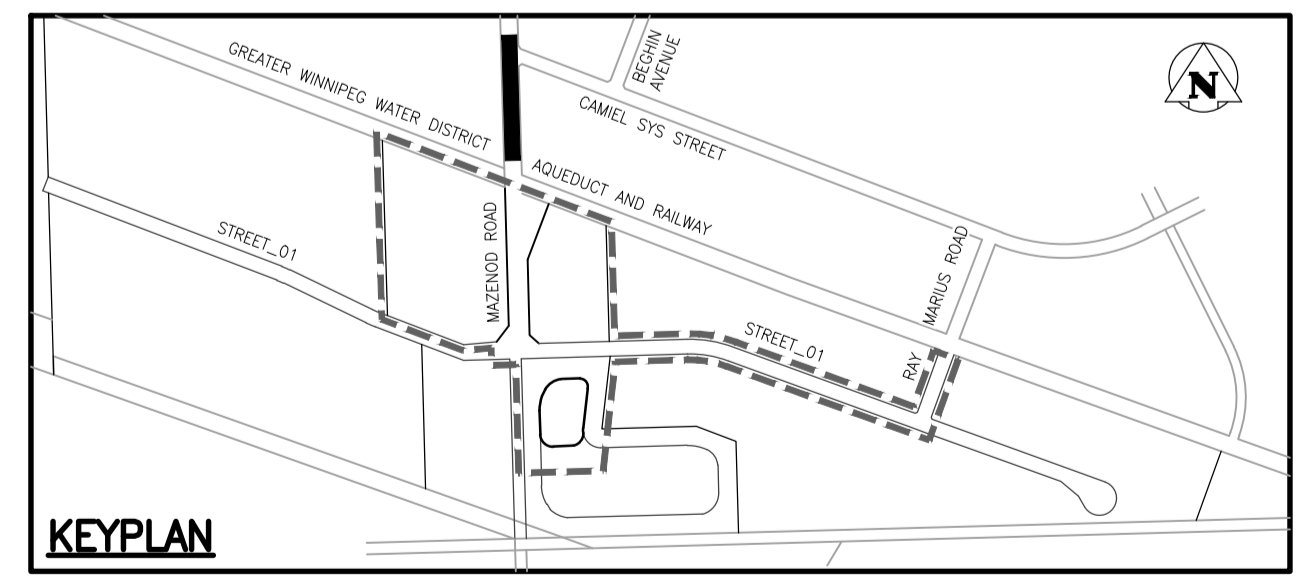 GREATER WINNIPEG WATER DISTRICT
AQUEDUCT AND RAILWAY
BEGHIN
AVENUE
CAMIEL SYS STREET
N
STREET_01
MAZENOD ROAD
STREET_01
RAY MARIUS ROAD
KEYPLAN